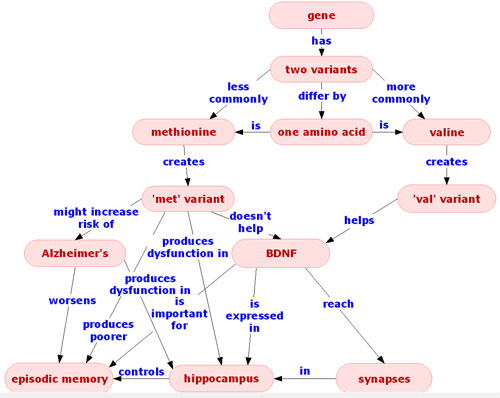 gene
has
two variants
less
commonly
differ by
more
commonly
methionine
is
one amino acid
is
valine
creates
creates
'met' variant
'val' variant
might increase
risk of
doesn't
help
helps
produces
dysfunction in
Alzheimer's
BDNF
produces
dysfunction in
worsens
is
important
for
is
expressed
in
reach
produces
poorer
episodic memory
controls
hippocampus
in
synapses